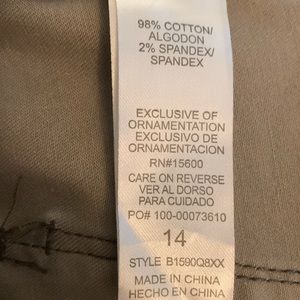 98% COTTON/
ALGODON
2% SPANDEX/
SPANDEX
EXCLUSIVE OF
ORNAMENTATION
EXCLUSIVO DE
ORNAMENTACION
RN#15600
CARE ON REVERSE
VER AL DORSO
PARA CUIDADO
PO# 100-00073610
14
STYLE B1590Q8XX
MADE IN CHINA
HECHO EN CHINA